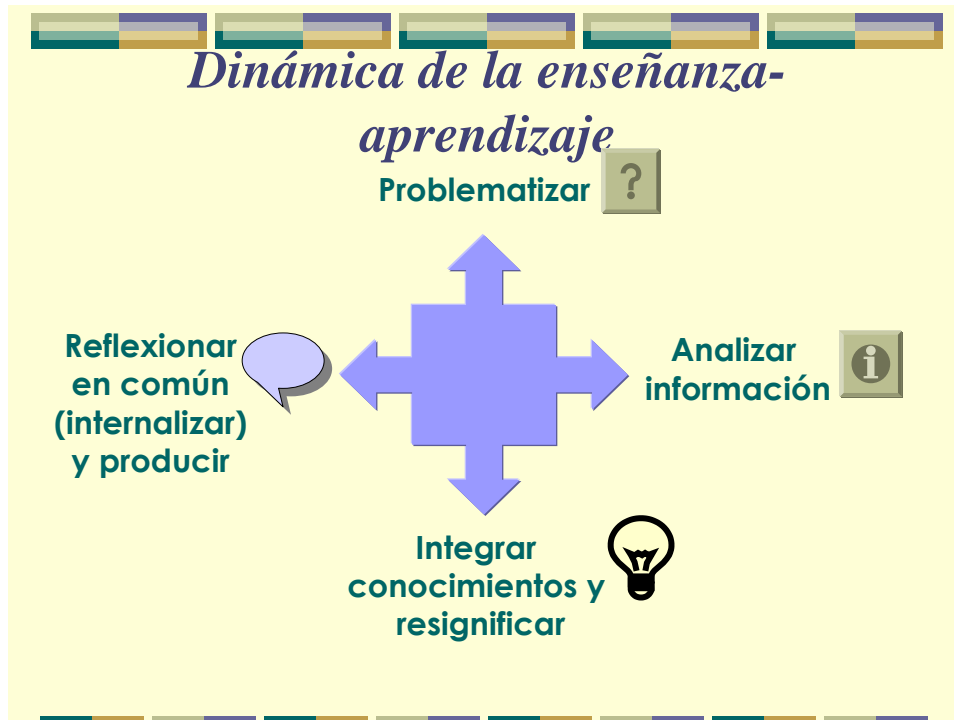 Dinámica de la enseñanza-
aprendizaje
Problematizar
?
Reflexionar
en común
(internalizar)
y producir
Analizar
información
i
Integrar
conocimientos y
resignificar